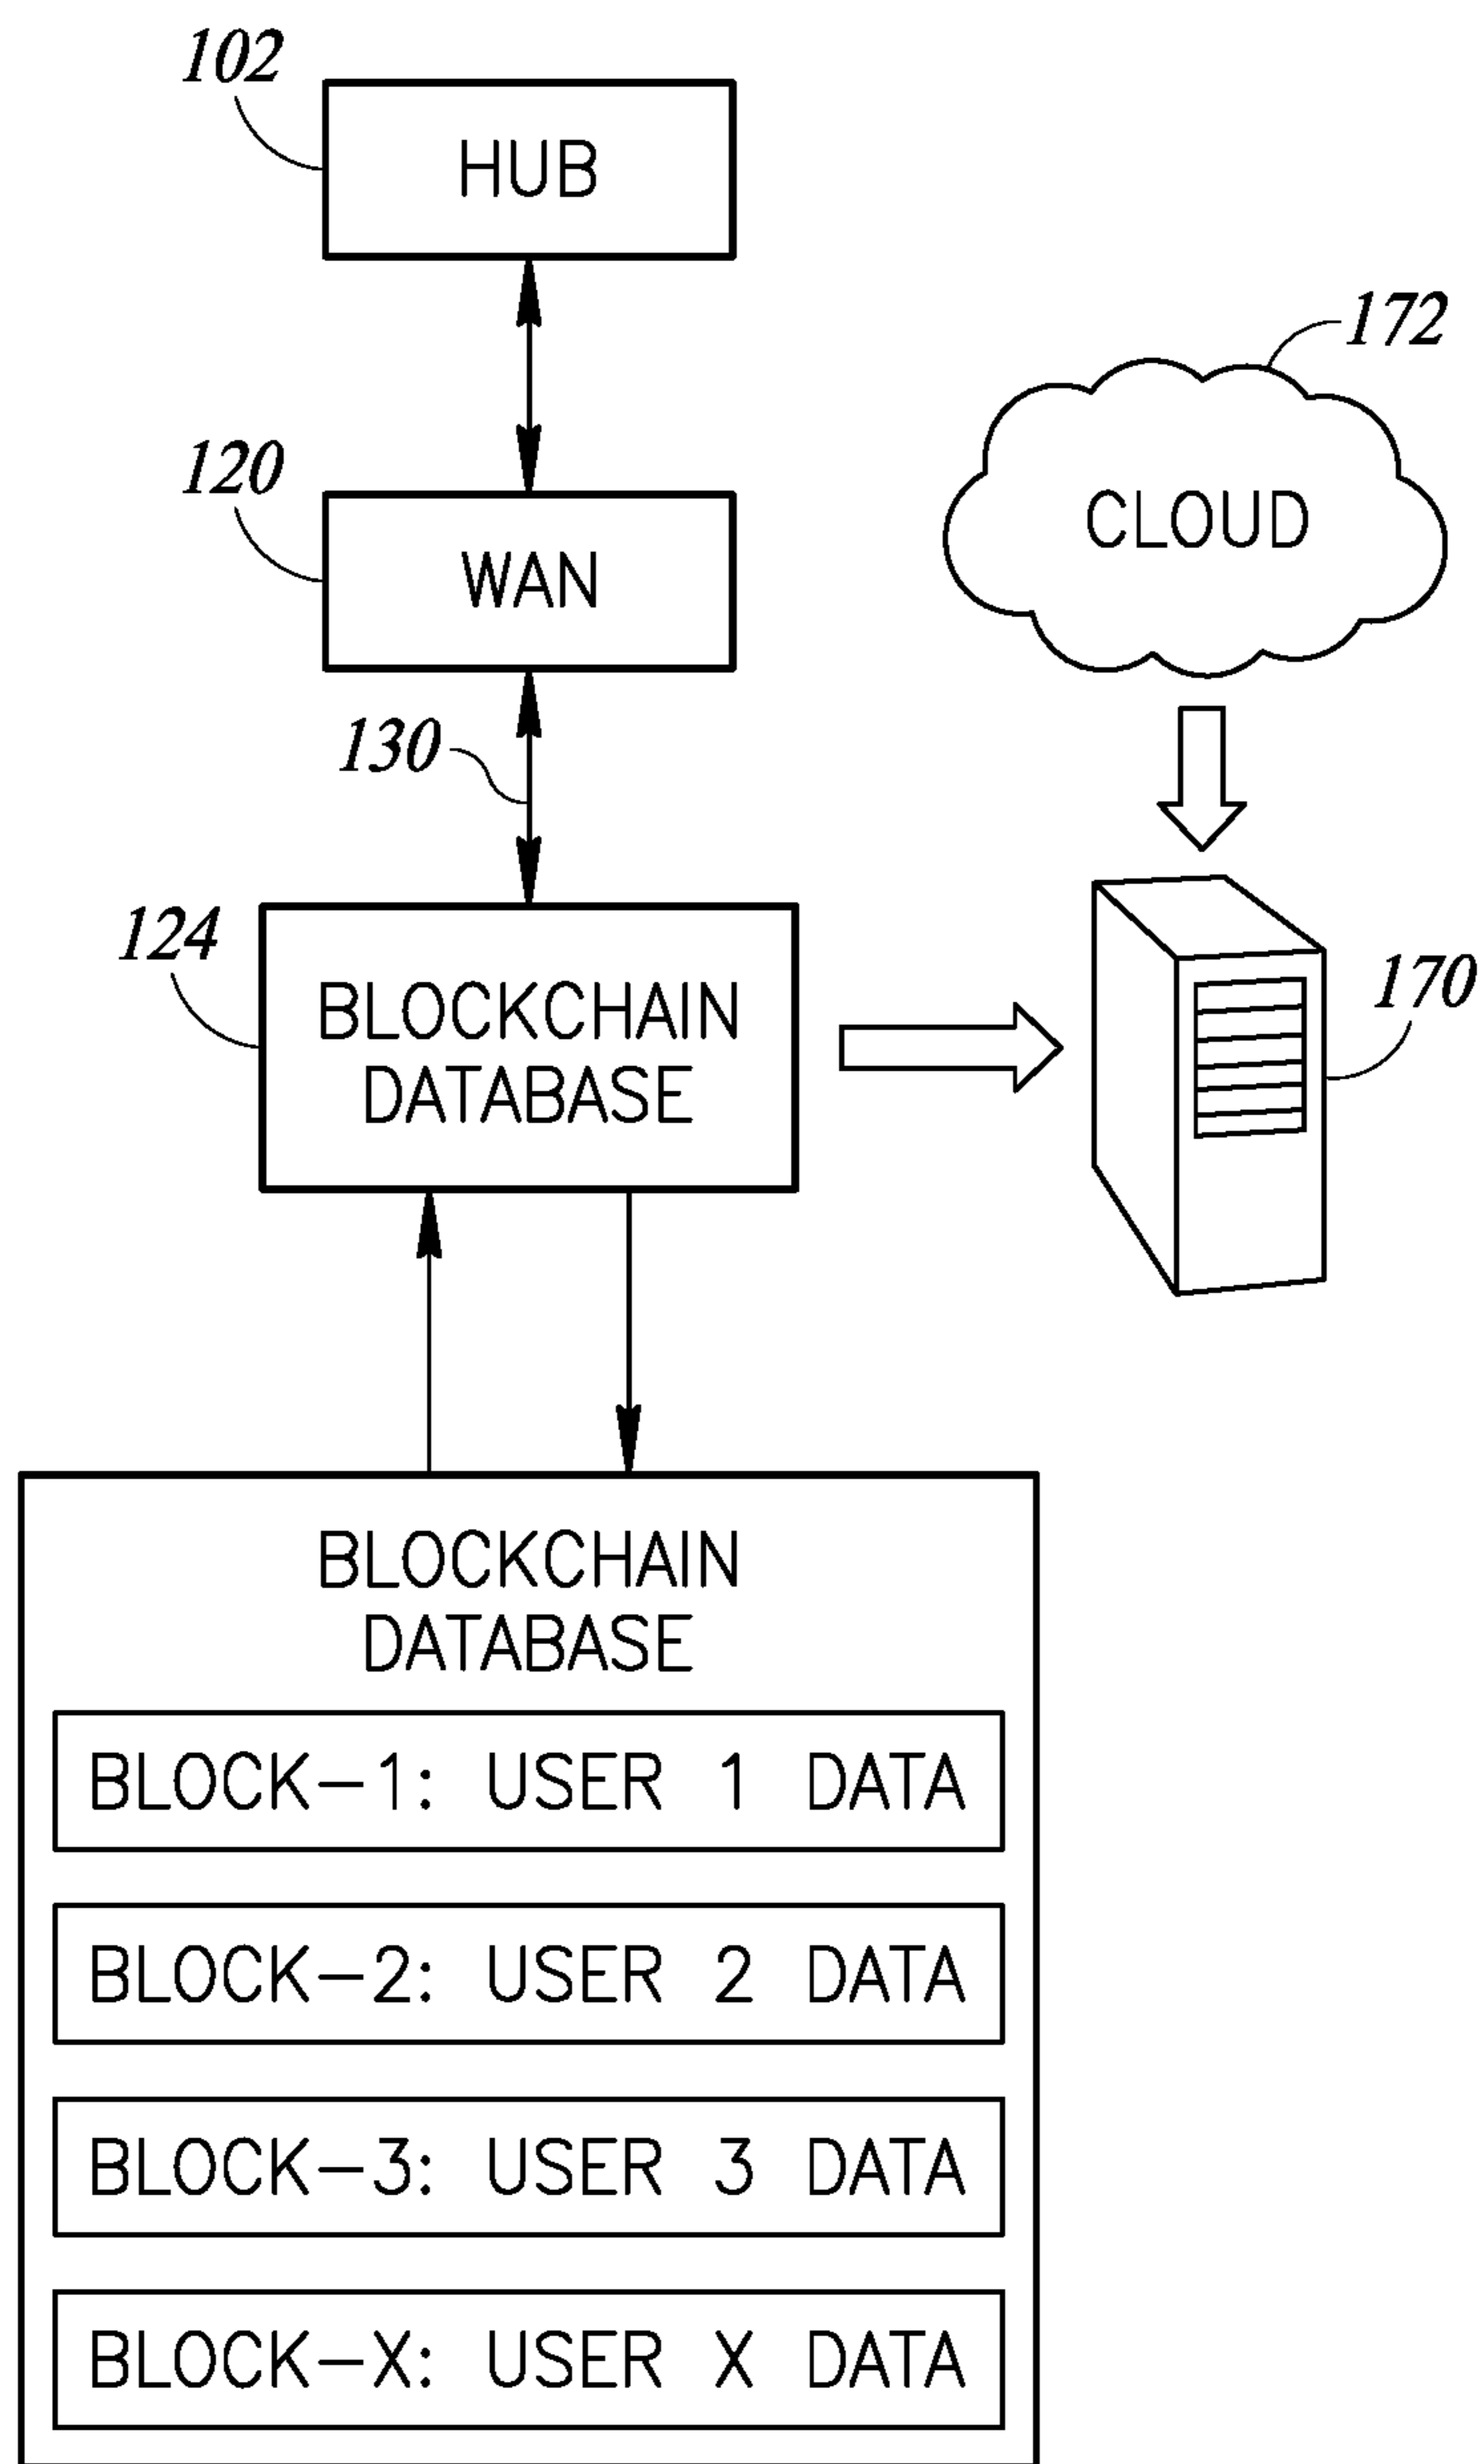 102
HUB
172
CLOUD
120
WAN
130
124
BLOCKCHAIN
DATABASE
170
BLOCKCHAIN
DATABASE
BLOCK-1: USER 1 DATA
BLOCK-2: USER 2 DATA
BLOCK-3: USER 3 DATA
BLOCK-X: USER X DATA